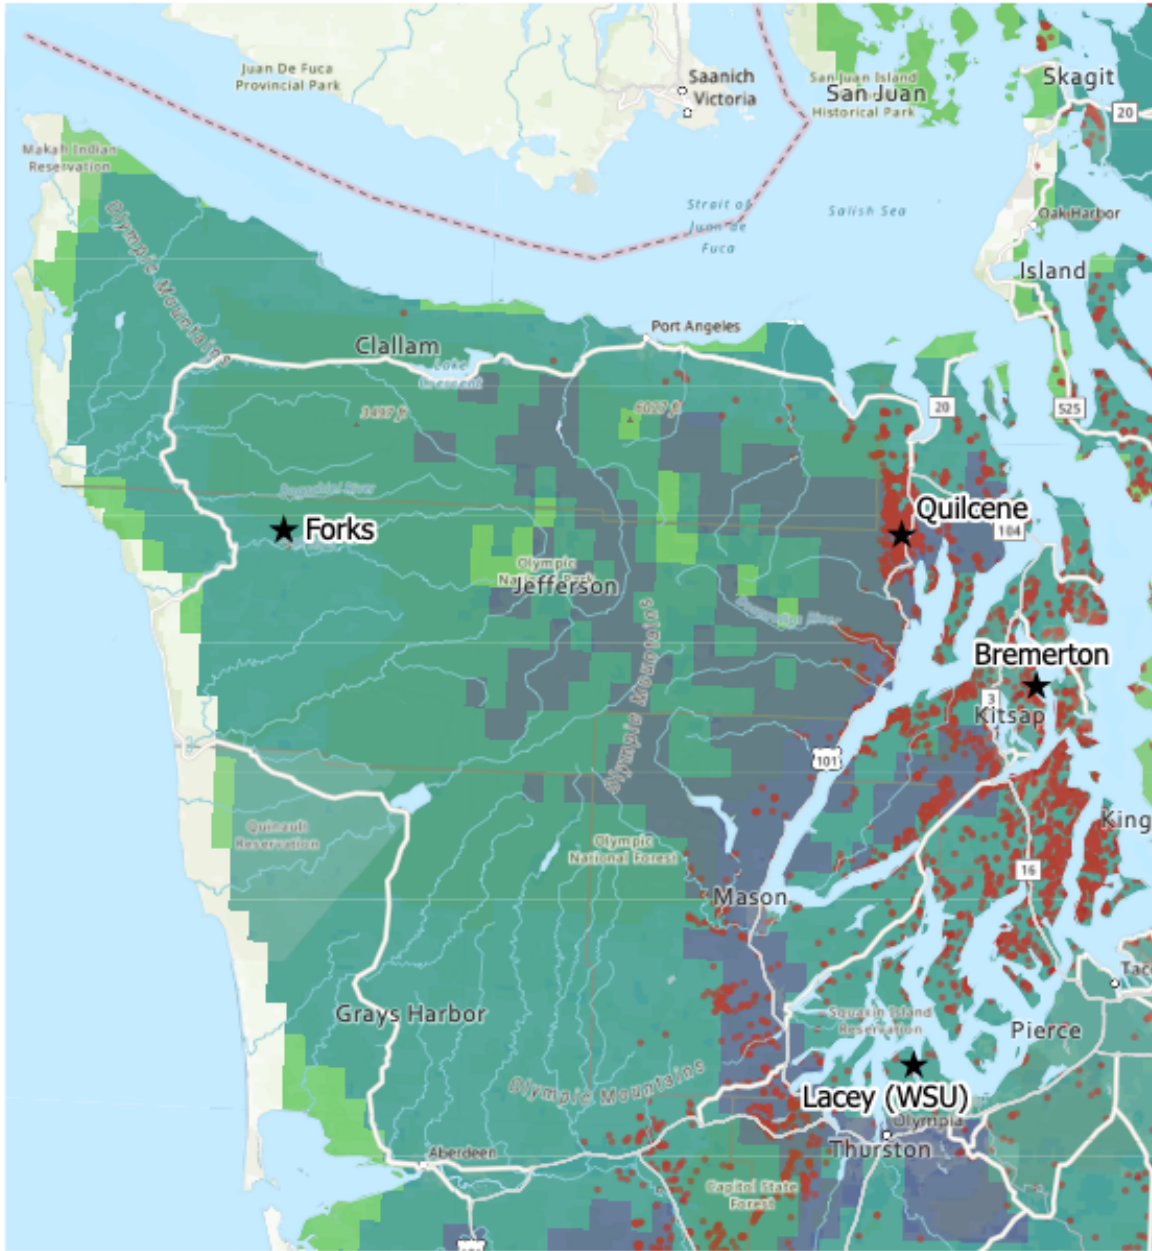 Juan De Fuca
Provincial Park
Saanich
Victoria
San Juan Island
San Juan
Historical Park
Skagit
20
Makah Indian
Reservation
Oak Harbor
Strait of
Juan de
Fuca
Salish Sea
Island
Olympic Mountains
Port Angeles
Clallam
Lake
Crescent
20
525
Quilcene
104
Forks
Olympic
Jefferson
Olympic Mountains
Bremerton
3
Kitsap
101
King
Quinault
Reservation
Olympic
National Forest
16
Mason
Tac
Grays Harbor
Squaxin Island
Reservation
Pierce
Olympic Mountains
Lacey (WSU)
Olympia
Thurston
Aberdeen
Capitol State
Forest